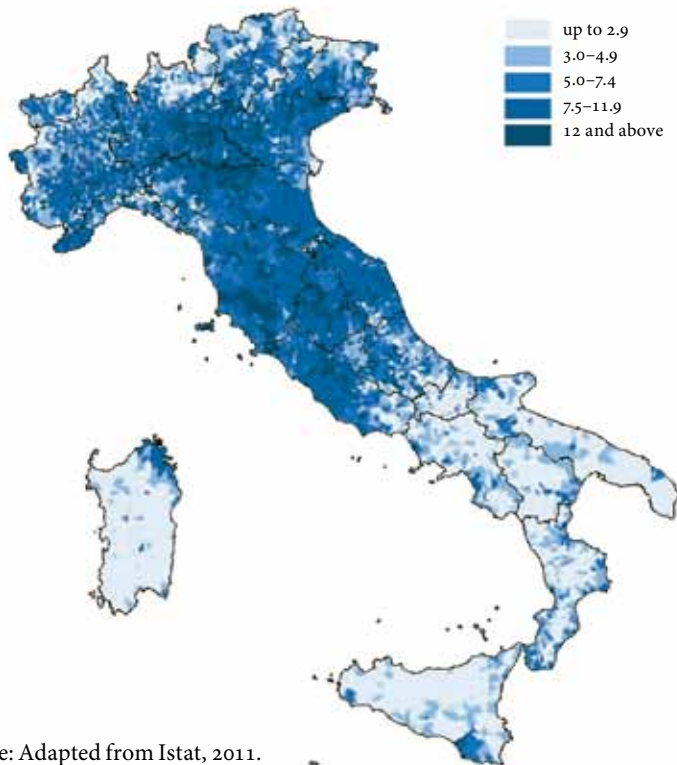 up to 2.9
3.0–4.9
5.0–7.4
7.5–11.9
12 and above
e: Adapted from Istat, 2011.